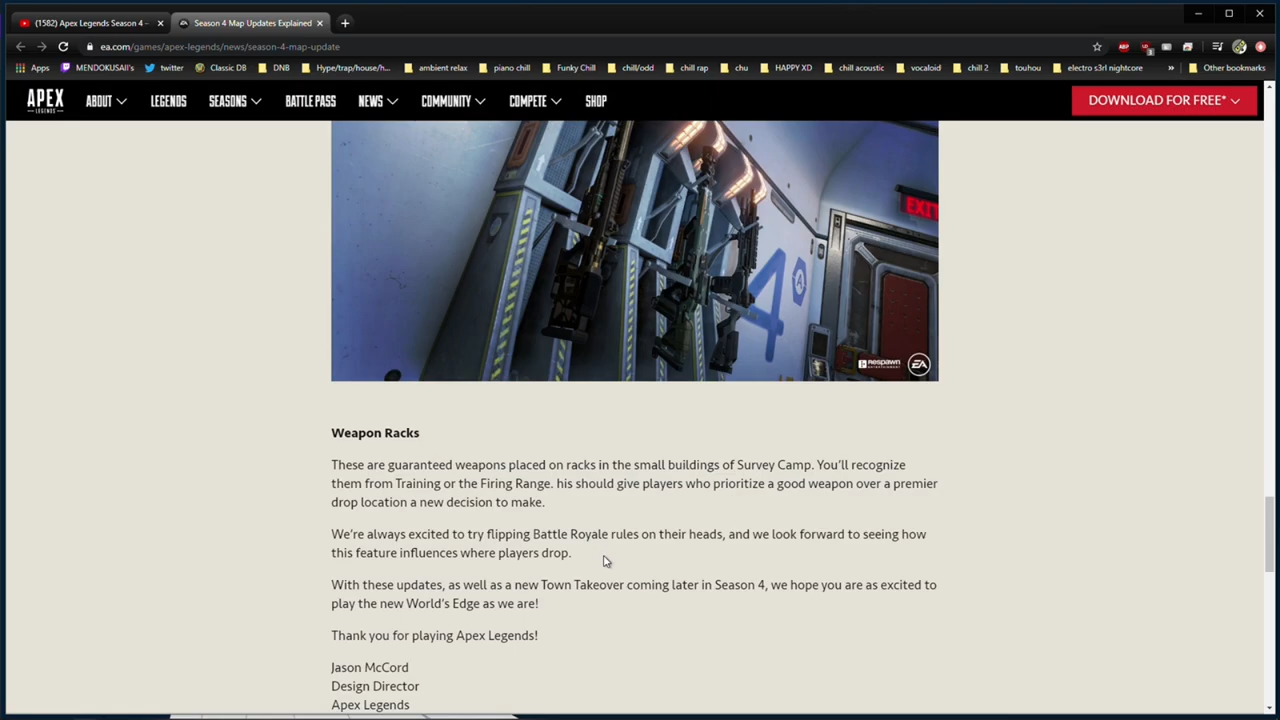 (1582) Apex Legends Season 4 –
Season 4 Map Updates Explained
ea.com/games/apex-legends/news/season-4-map-update
Apps MENDOKUSAII's twitter Classic DB DNB Hype/trap/house/h... ambient relax piano chill Funky Chill chill/odd chill rap chu HAPPY XD chill acoustic vocaloid chill 2 touhou electro s3rl nightcore » Other bookmarks
APEX LEGENDS ABOUT LEGENDS SEASONS BATTLE PASS NEWS COMMUNITY COMPETE SHOP DOWNLOAD FOR FREE*
EXIT
4
RESPAWN ENTERTAINMENT EA
Weapon Racks
These are guaranteed weapons placed on racks in the small buildings of Survey Camp. You'll recognize
them from Training or the Firing Range. his should give players who prioritize a good weapon over a premier
drop location a new decision to make.
We're always excited to try flipping Battle Royale rules on their heads, and we look forward to seeing how
this feature influences where players drop.
With these updates, as well as a new Town Takeover coming later in Season 4, we hope you are as excited to
play the new World's Edge as we are!
Thank you for playing Apex Legends!
Jason McCord
Design Director
Apex Legends